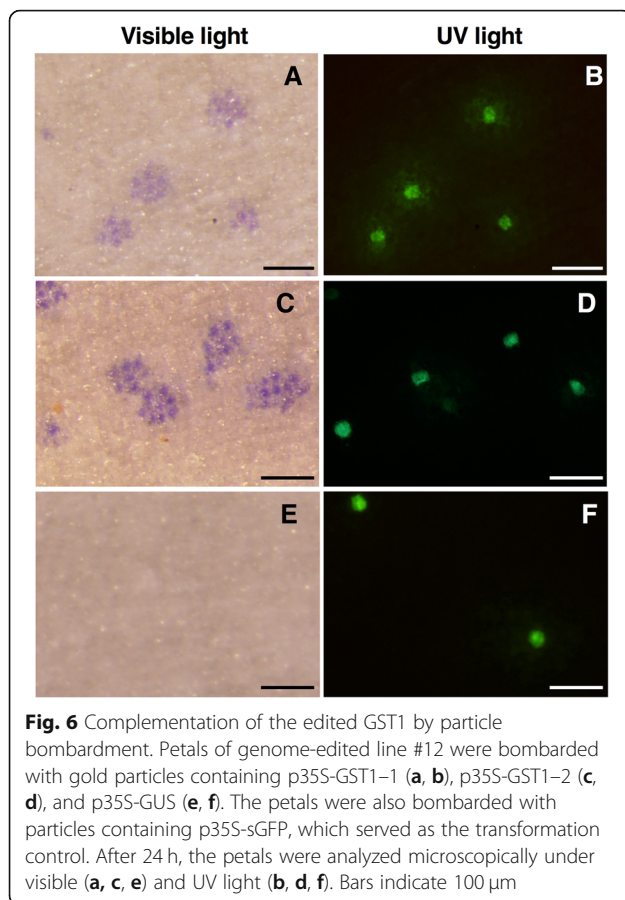 Visible light UV light
A B
C D
E F
Fig. 6 Complementation of the edited GST1 by particle
bombardment. Petals of genome-edited line #12 were bombarded
with gold particles containing p35S-GST1–1 (a, b), p35S-GST1–2 (c,
d), and p35S-GUS (e, f). The petals were also bombarded with
particles containing p35S-sGFP, which served as the transformation
control. After 24 h, the petals were analyzed microscopically under
visible (a, c, e) and UV light (b, d, f). Bars indicate 100 μm